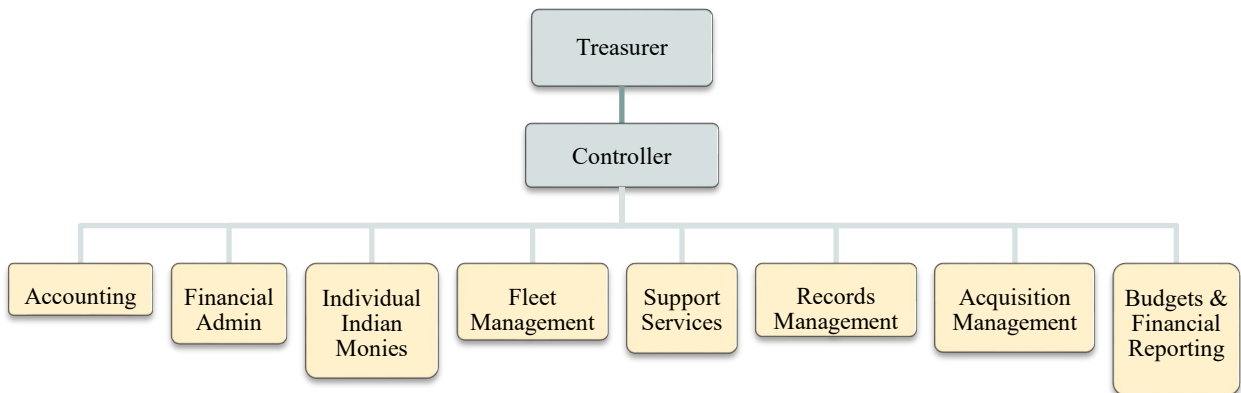 Treasurer
Controller
Accounting
Financial
Admin
Individual
Indian
Monies
Fleet
Management
Support
Services
Records
Management
Acquisition
Management
Budgets &
Financial
Reporting